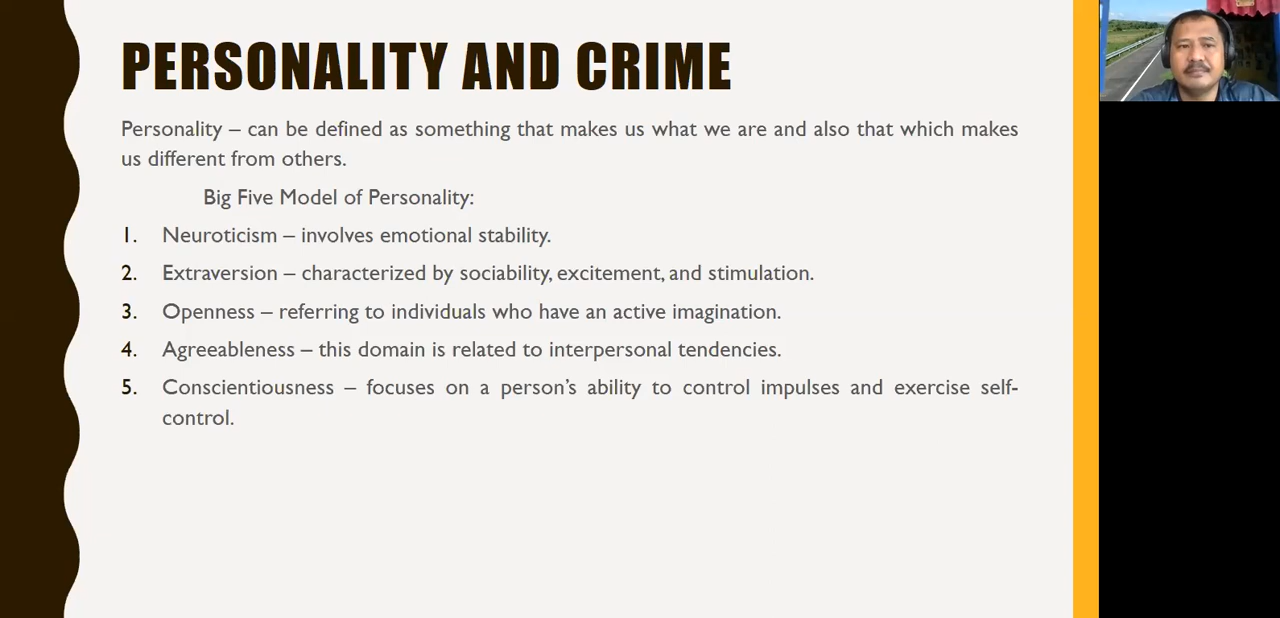 PERSONALITY AND CRIME
Personality – can be defined as something that makes us what we are and also that which makes
us different from others.
Big Five Model of Personality:
1. Neuroticism – involves emotional stability.
2. Extraversion – characterized by sociability, excitement, and stimulation.
3. Openness – referring to individuals who have an active imagination.
4. Agreeableness – this domain is related to interpersonal tendencies.
5. Conscientiousness – focuses on a person’s ability to control impulses and exercise self-
control.